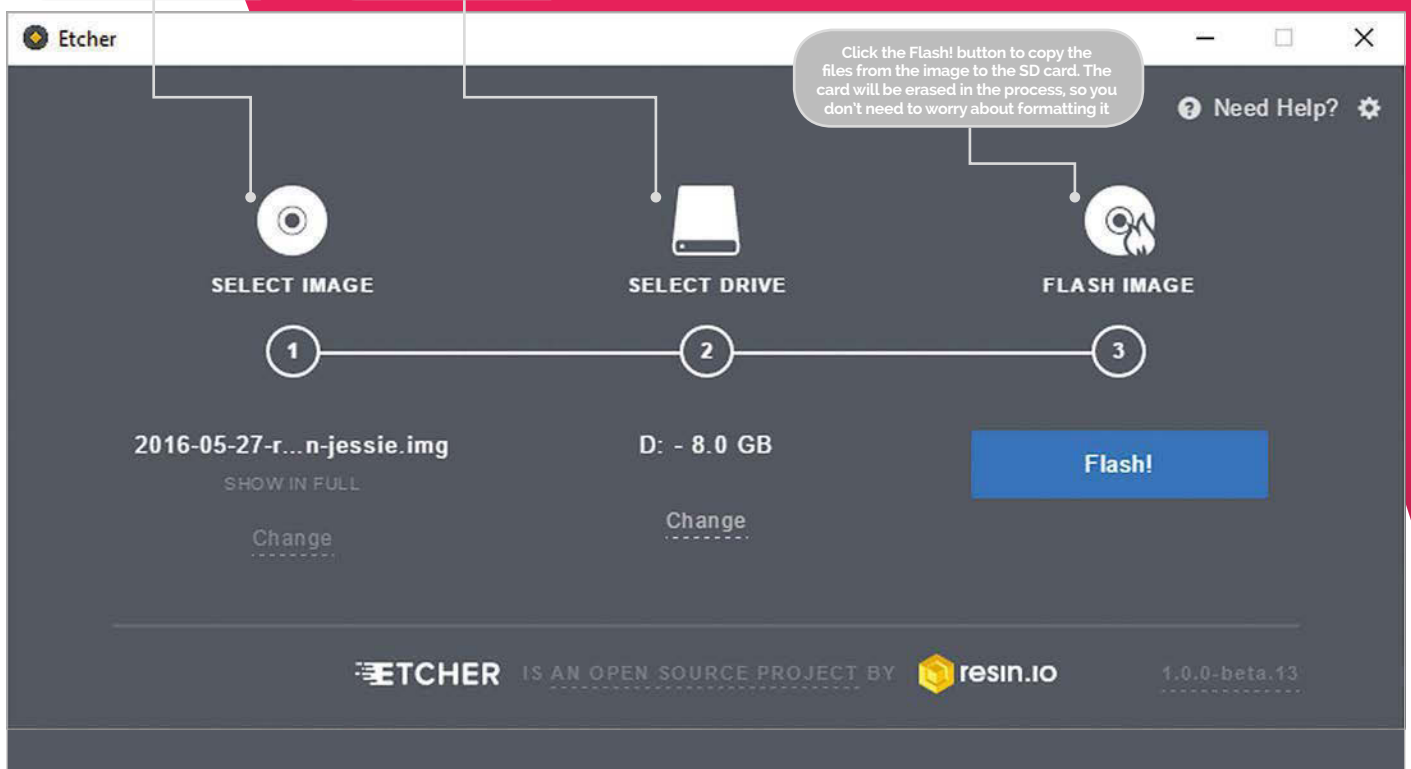 Etcher
Click the Flash! button to copy the
files from the image to the SD card. The
card will be erased in the process, so you
don't need to worry about formatting it
Need Help?
SELECT IMAGE
SELECT DRIVE
FLASH IMAGE
1
2
3
2016-05-27-r...n-jessie.img
D: - 8.0 GB
Flash!
SHOW IN FULL
Change
Change
ETCHER IS AN OPEN SOURCE PROJECT BY resin.io 1.0.0-beta.13